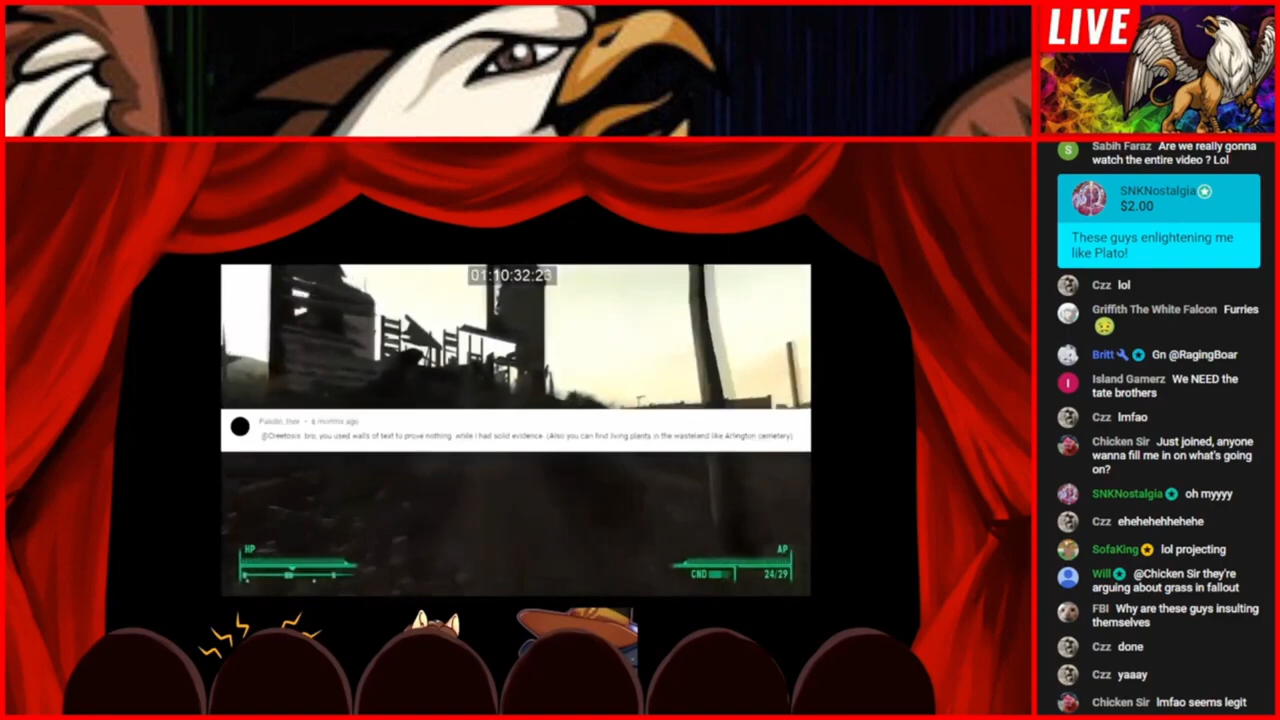 LIVE
01:10:32:23
• 6 months ago
@Creetosis bro, you used walls of text to prove nothing while i had solid evidence. (Also you can find living plants in the wasteland like Arlington cemetery)
HP
AP
CND
24/29
S
Sabih Faraz Are we really gonna
watch the entire video ? Lol
SNKNostalgia
$2.00
These guys enlightening me
like Plato!
Czz lol
Griffith The White Falcon Furries
Britt Gn @RagingBoar
I
Island Gamerz We NEED the
tate brothers
Czz lmfao
Chicken Sir Just joined, anyone
wanna fill me in on what's going
on?
SNKNostalgia oh myyyy
Czz ehehehehhehehe
SofaKing lol projecting
Will @Chicken Sir they're
arguing about grass in fallout
FBI Why are these guys insulting
themselves
Czz done
Czz yaaay
Chicken Sir lmfao seems legit